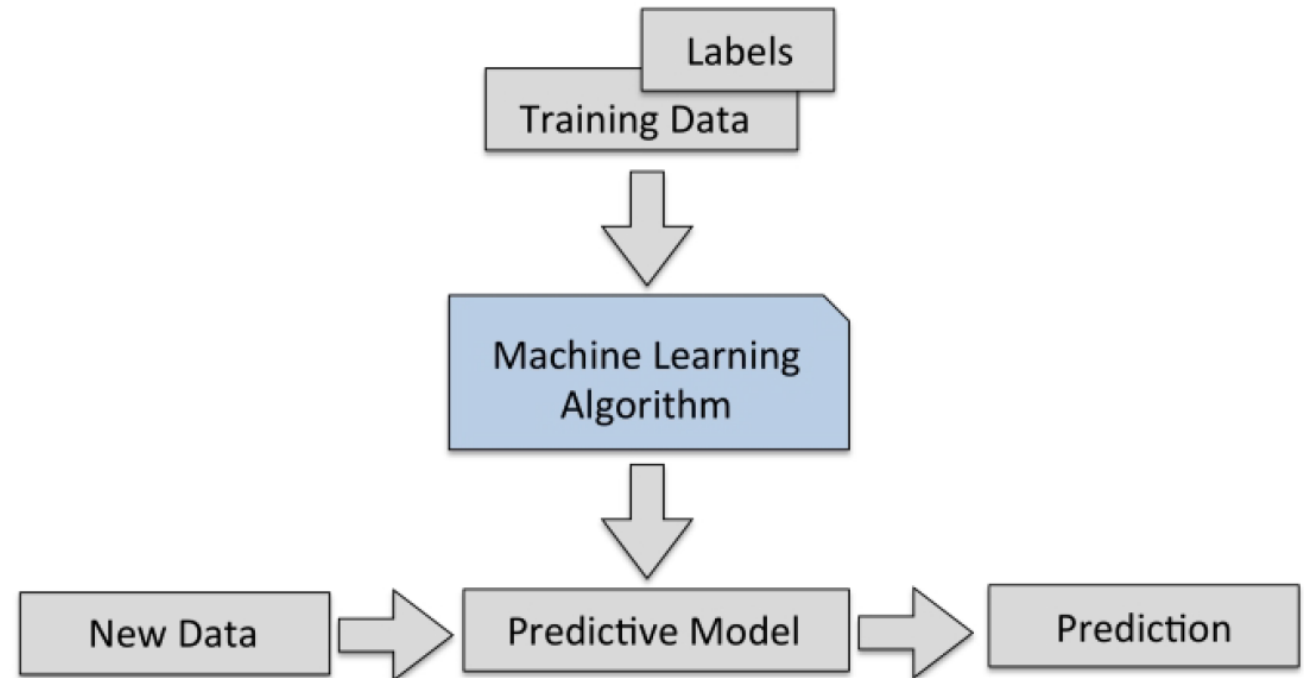 Labels
Training Data
Machine Learning
Algorithm
New Data
Predictive Model
Prediction